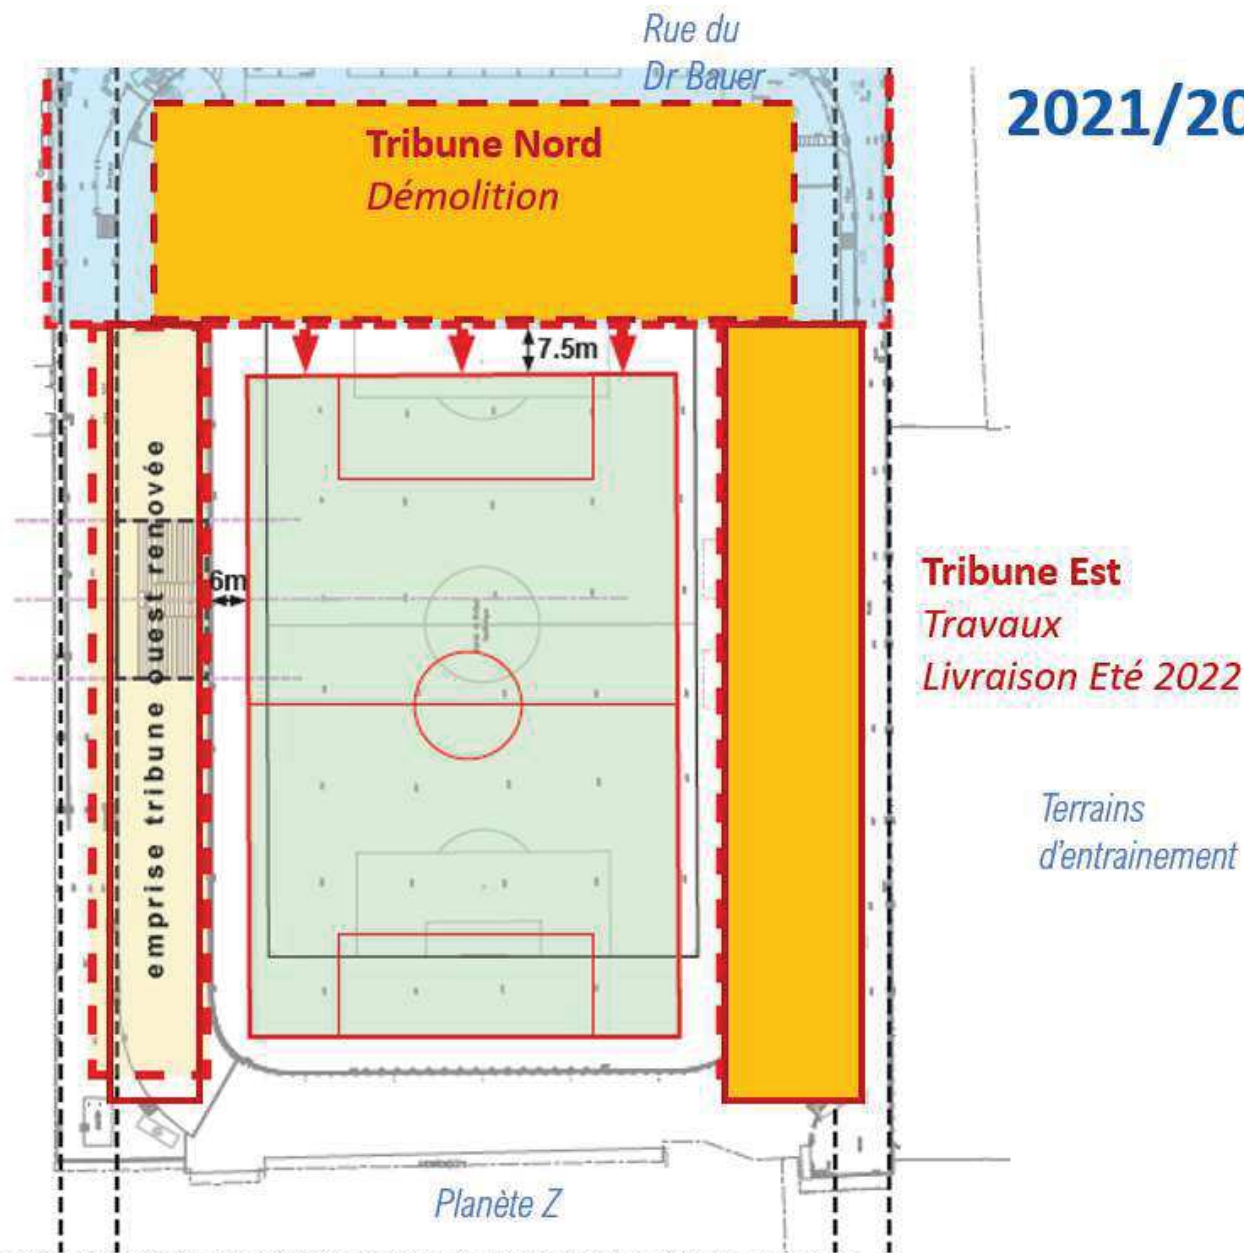 Rue du
Dr Bauer
2021/20
Tribune Nord
Démolition
7.5m
emprise tribune ouest renovée
6m
Tribune Est
Travaux
Livraison Eté 2022
Terrains
d'entrainement
Planète Z